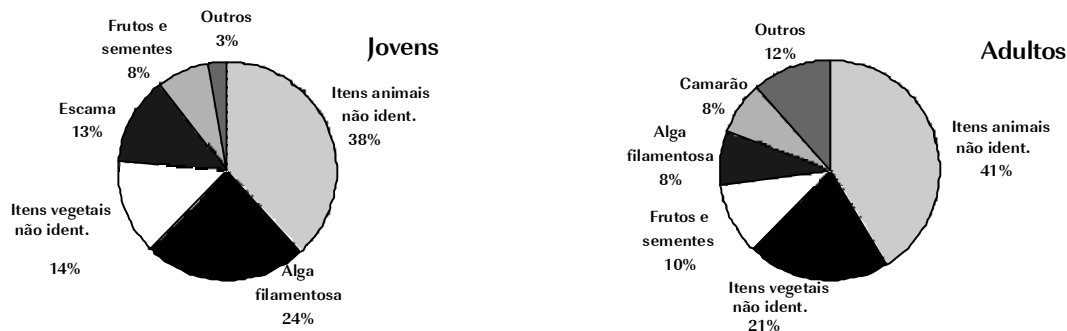 Jovens
Outros
3%
Frutos e
sementes
8%
Escama
13%
Itens animais
não ident.
38%
Itens vegetais
não ident.
14%
Alga
filamentosa
24%
Adultos
Outros
12%
Camarão
8%
Alga
filamentosa
8%
Itens animais
não ident.
41%
Frutos e
sementes
10%
Itens vegetais
não ident.
21%